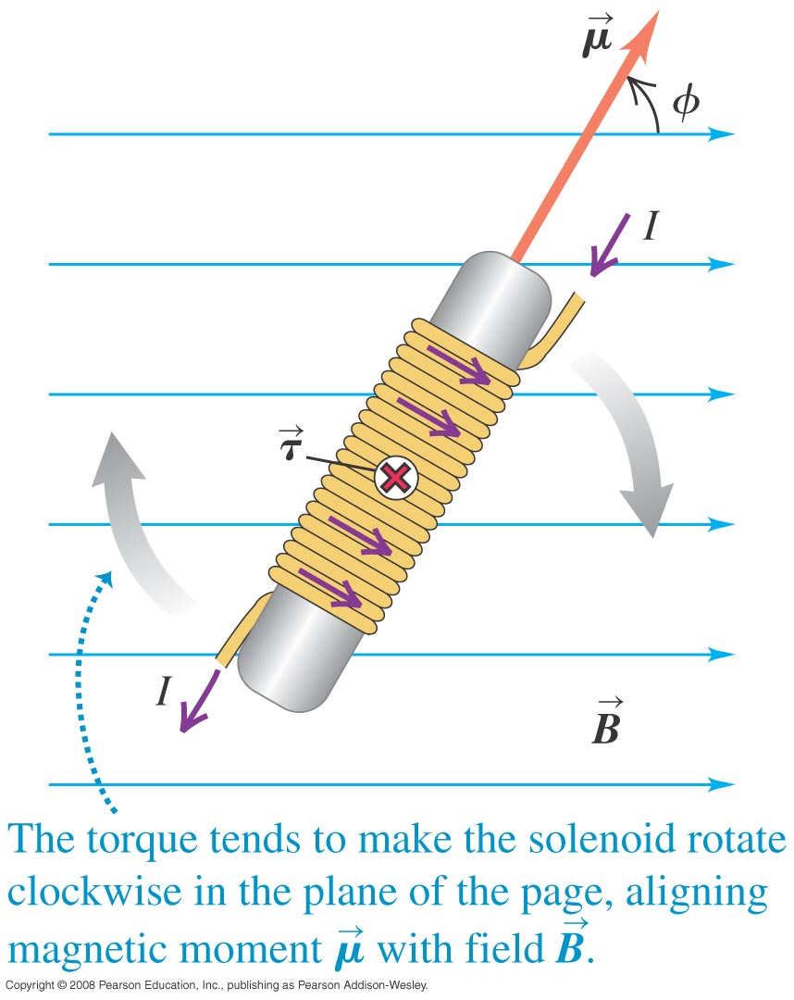 μ⃗
ϕ
I
τ⃗
I
B⃗
The torque tends to make the solenoid rotate
clockwise in the plane of the page, aligning
magnetic moment μ⃗ with field B⃗.
Copyright © 2008 Pearson Education, Inc., publishing as Pearson Addison-Wesley.